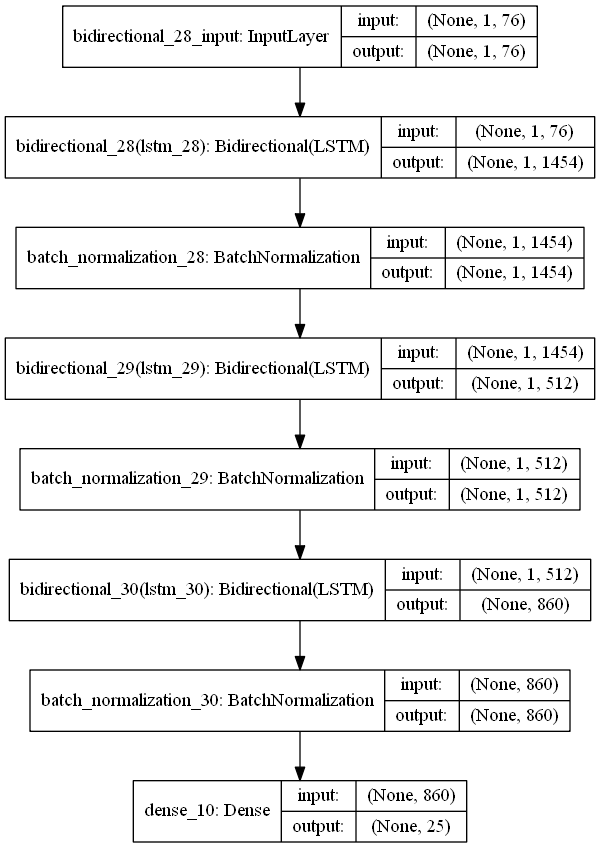 bidirectional_28_input: InputLayer input: (None, 1, 76)
output: (None, 1, 76)
bidirectional_28(lstm_28): Bidirectional(LSTM) input: (None, 1, 76)
output: (None, 1, 1454)
batch_normalization_28: BatchNormalization input: (None, 1, 1454)
output: (None, 1, 1454)
bidirectional_29(lstm_29): Bidirectional(LSTM) input: (None, 1, 1454)
output: (None, 1, 512)
batch_normalization_29: BatchNormalization input: (None, 1, 512)
output: (None, 1, 512)
bidirectional_30(lstm_30): Bidirectional(LSTM) input: (None, 1, 512)
output: (None, 860)
batch_normalization_30: BatchNormalization input: (None, 860)
output: (None, 860)
dense_10: Dense input: (None, 860)
output: (None, 25)